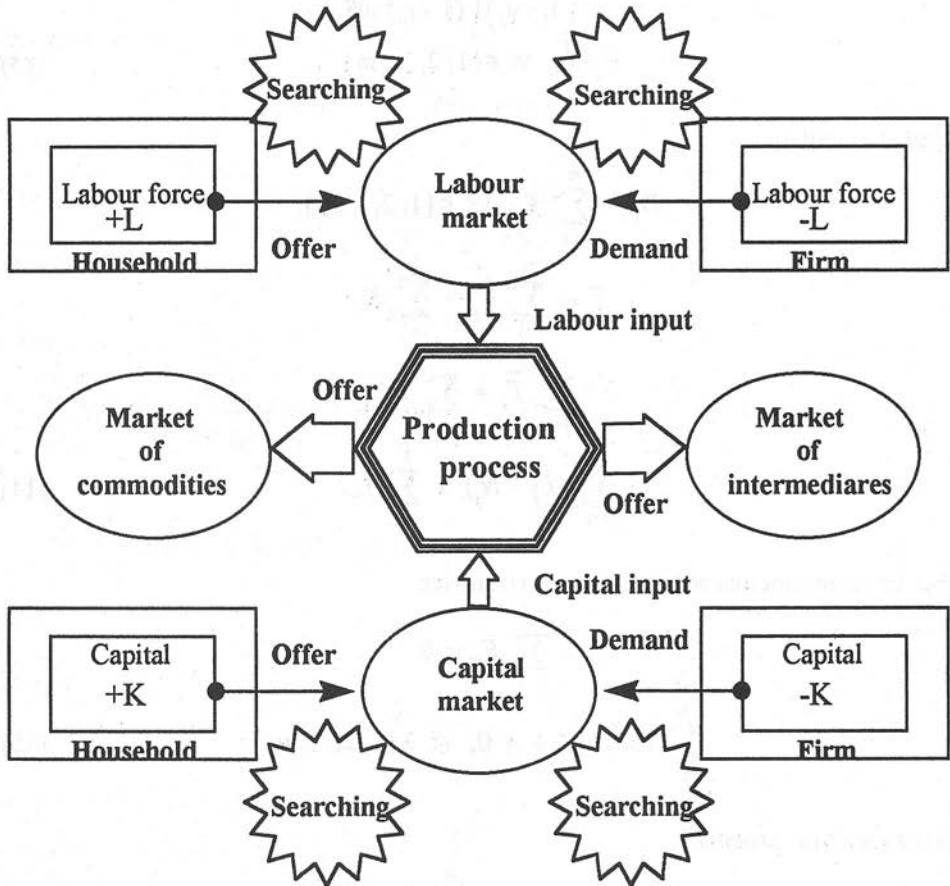 Searching
Searching
Labour force
+L
Household
Offer
Labour
market
Demand
Labour force
-L
Firm
Labour input
Market
of
commodities
Offer
Production
process
Offer
Market
of
intermediares
Capital input
Capital
+K
Household
Offer
Capital
market
Demand
Capital
-K
Firm
Searching
Searching